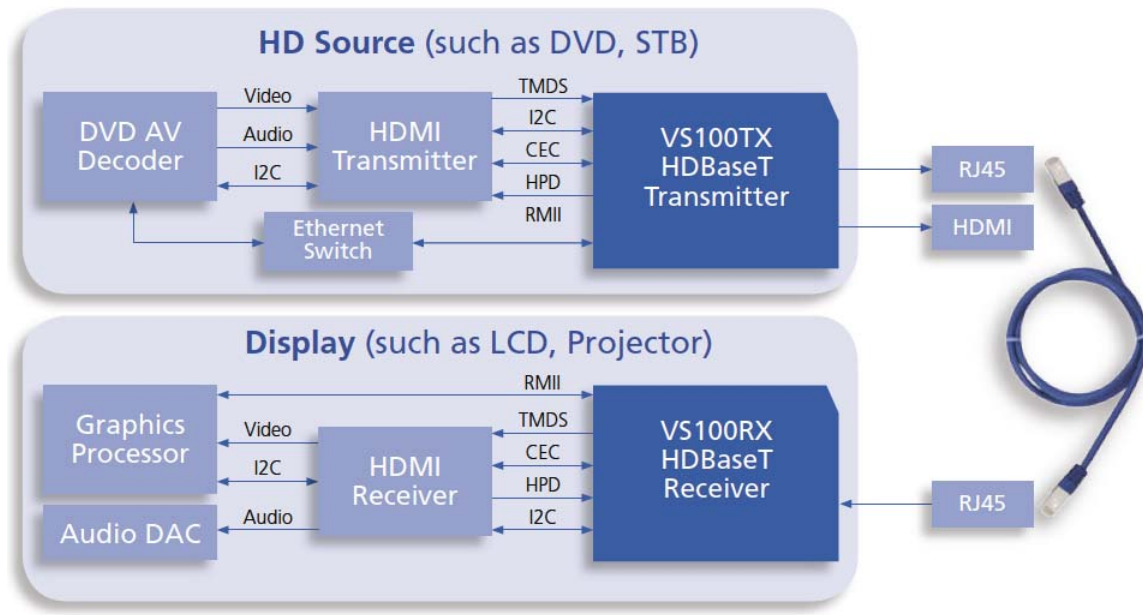 HD Source (such as DVD, STB)
DVD AV
Decoder
Video
Audio
I2C
HDMI
Transmitter
Ethernet
Switch
TMDS
I2C
CEC
HPD
RMII
VS100TX
HDBaseT
Transmitter
RJ45
HDMI
Display (such as LCD, Projector)
Graphics
Processor
Audio DAC
Video
I2C
Audio
HDMI
Receiver
RMII
TMDS
CEC
HPD
I2C
VS100RX
HDBaseT
Receiver
RJ45